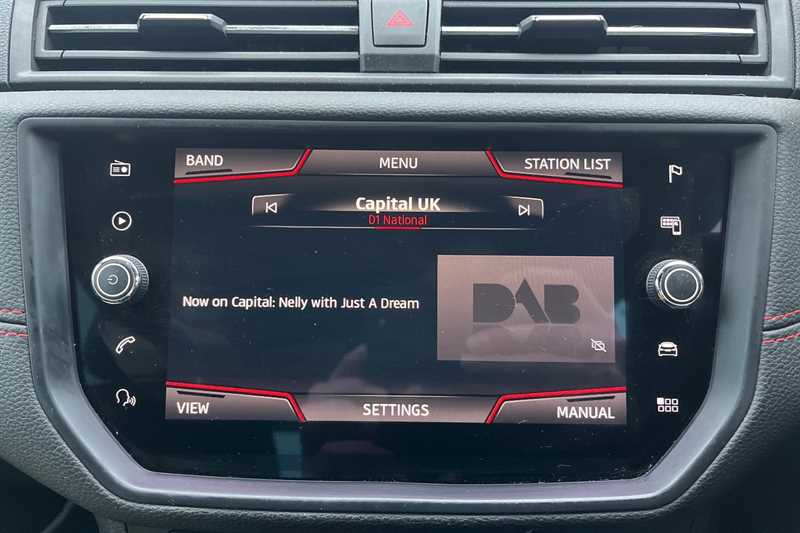 BAND
MENU
STATION LIST
Capital UK
D1 National
Now on Capital: Nelly with Just A Dream
DAB
VIEW
SETTINGS
MANUAL